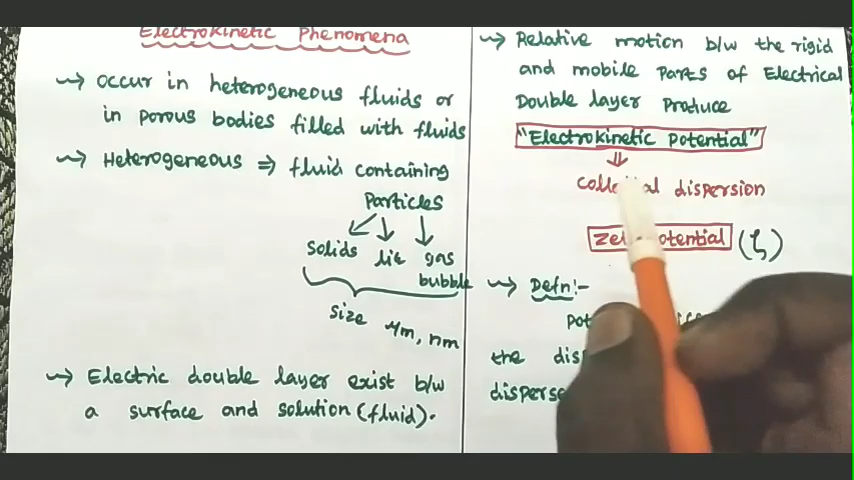 Electrokinetic Phenomena
⇝ occur in heterogeneous fluids or
in porous bodies filled with fluids
⇝ Heterogeneous ⇒ fluid containing
Particles
solids liq gas
bubble
size μm, nm
⇝ Electric double layer exist b/w
a surface and solution (fluid).
⇝ Relative motion b/w the rigid
and mobile parts of Electrical
Double layer produce
"Electrokinetic potential"
⇓
dispersion
(ζ)
⇝ Defn:-
the